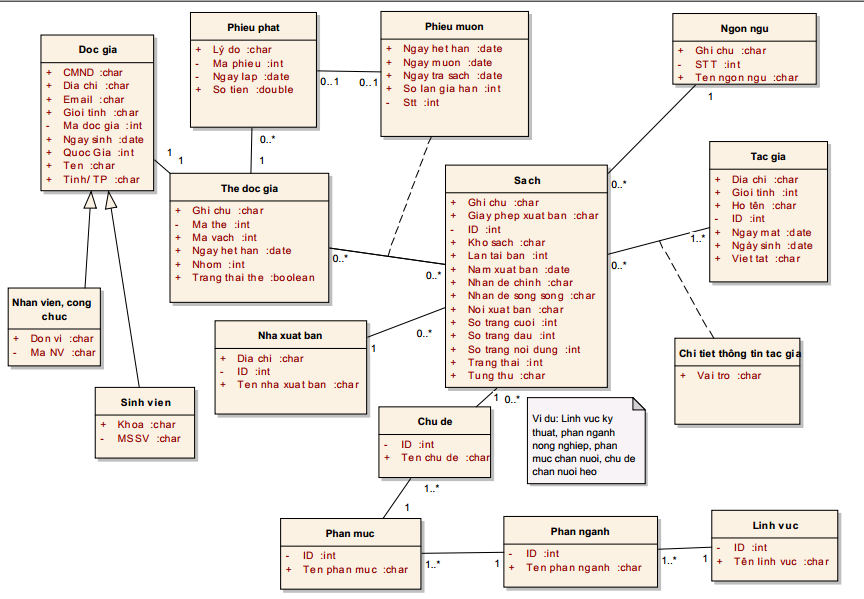 Doc gia
+ CMND :char
+ Dia chi :char
+ Email :char
+ Gioi tinh :char
- Ma doc gia :int
+ Ngay sinh :date
+ Quoc Gia :int
+ Ten :char
+ Tinh/ TP :char
Phieu phat
+ Lý do :char
- Ma phieu :int
- Ngay lap :date
+ So tien :double
Phieu muon
+ Ngay het han :date
+ Ngay muon :date
+ Ngay tra sach :date
+ So lan gia han :int
- Stt :int
Ngon ngu
+ Ghi chu :char
- STT :int
+ Ten ngon ngu :char
0..1
0..1
1
0..*
1
1
1
0..*
The doc gia
+ Ghi chu :char
- Ma the :int
+ Ma vach :int
+ Ngay het han :date
+ Nhom :int
+ Trang thai the :boolean
0..*
0..*
Sach
+ Ghi chu :char
+ Giay phep xuat ban :char
- ID :int
+ Kho sach :char
+ Lan tai ban :int
+ Nam xuat ban :date
+ Nhan de chinh :char
+ Nhan de song song :char
+ Noi xuat ban :char
+ So trang cuoi :int
+ So trang dau :int
+ So trang noi dung :int
+ Trang thai :int
+ Tung thu :char
Tac gia
+ Dia chi :char
+ Gioi tinh :int
+ Ho tên :char
- ID :int
+ Ngay mat :date
+ Ngày sinh :date
+ Viet tat :char
1..*
0..*
Nhan vien, cong
chuc
+ Don vi :char
- Ma NV :char
Nha xuat ban
+ Dia chi :char
- ID :int
+ Ten nha xuat ban :char
1
0..*
Chi tiet thông tin tac gia
+ Vai tro :char
Sinh vien
+ Khoa :char
- MSSV :char
1
0..*
Chu de
- ID :int
+ Ten chu de :char
Vi du: Linh vuc ky
thuat, phan nganh
nong nghiep, phan
muc chan nuoi, chu de
chan nuoi heo
1..*
1
Phan muc
- ID :int
+ Ten phan muc :char
1..*
1
Phan nganh
- ID :int
+ Ten phan nganh :char
1..*
1
Linh vuc
- ID :int
+ Tên linh vuc :char